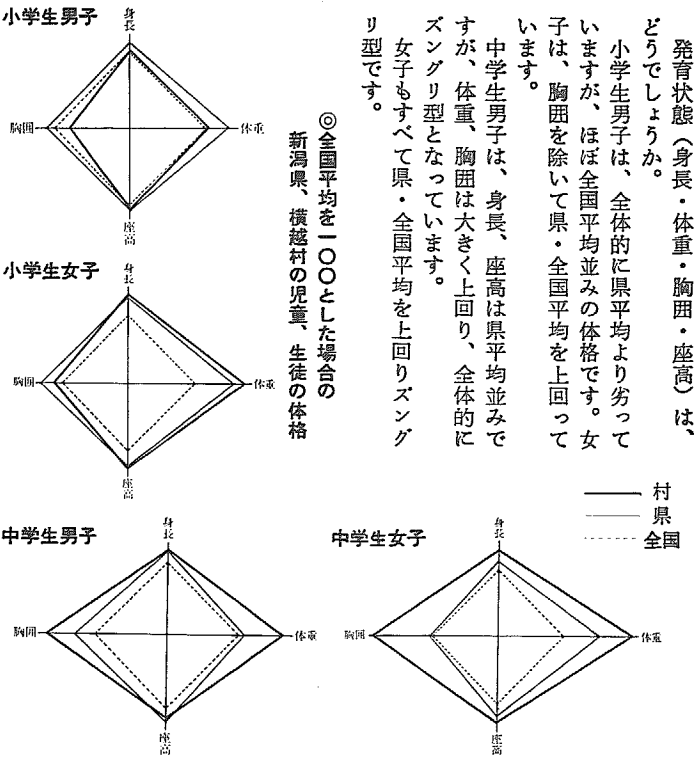 発育状態(身長・体重・胸囲・座高)は、
どうでしょうか。
小学生男子は、全体的に県平均より劣って
いますが、ほぼ全国平均並みの体格です。女
子は、胸囲を除いて県・全国平均を上回って
います。
中学生男子は、身長、座高は県平均並みで
すが、体重、胸囲は大きく上回り、全体的に
ズングリ型となっています。
女子もすべて県・全国平均を上回りズング
リ型です。
◎全国平均を一〇〇とした場合の
新潟県、横越村の児童、生徒の体格
村
県
全国
小学生男子
身長
胸囲
体重
座高
小学生女子
身長
胸囲
体重
座高
中学生男子
身長
胸囲
体重
座高
中学生女子
身長
胸囲
体重
座高